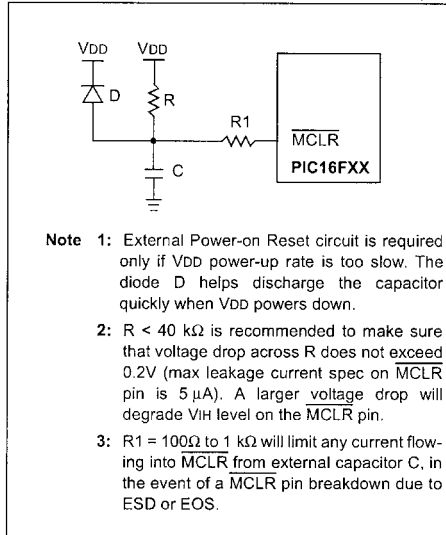 VDD VDD
D
R
R1
C
MCLR
PIC16FXX
Note 1: External Power-on Reset circuit is required
only if VDD power-up rate is too slow. The
diode D helps discharge the capacitor
quickly when VDD powers down.
2: R < 40 kΩ is recommended to make sure
that voltage drop across R does not exceed
0.2V (max leakage current spec on MCLR
pin is 5 μA). A larger voltage drop will
degrade VIH level on the MCLR pin.
3: R1 = 100Ω to 1 kΩ will limit any current flow-
ing into MCLR from external capacitor C, in
the event of a MCLR pin breakdown due to
ESD or EOS.